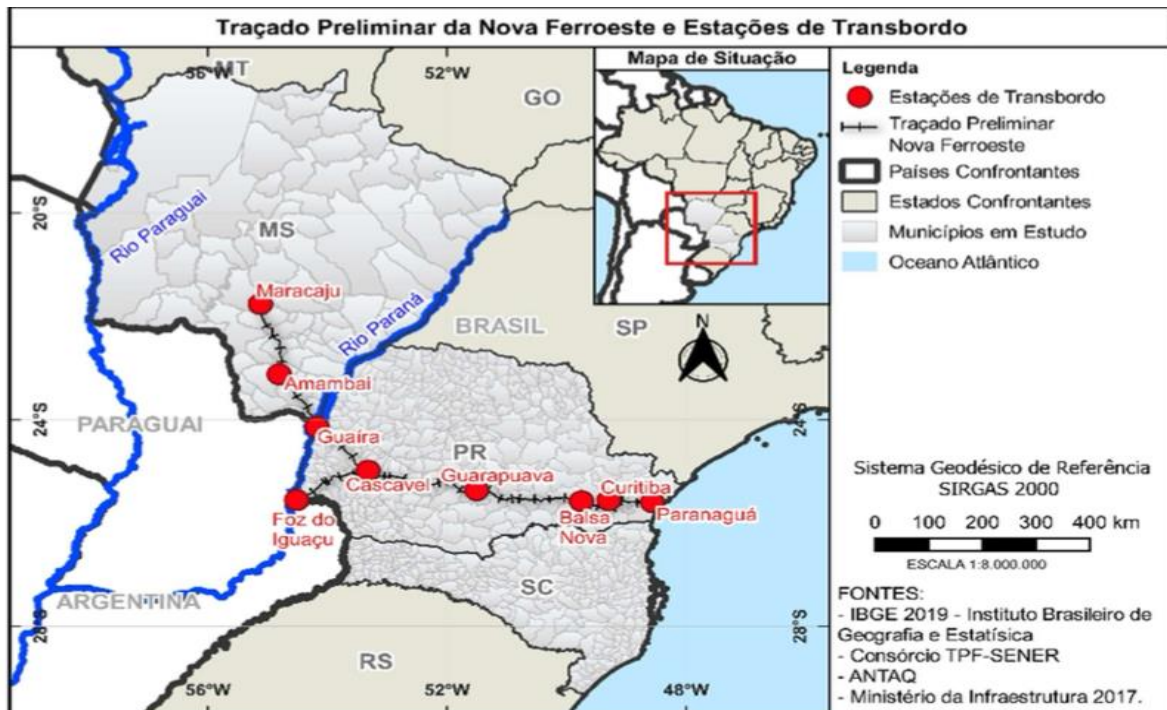 Traçado Preliminar da Nova Ferroeste e Estações de Transbordo
56°W
52°W
MT
GO
Mapa de Situação
20°S
Rio Paraguai
MS
Maracaju
Rio Paraná
BRASIL
SP
N
Amambai
PARAGUAI
24°S
24°S
Guaíra
PR
Cascavel
Guarapuava
Curitiba
Foz do
Iguaçu
Balsa
Nova
Paranaguá
ARGENTINA
SC
28°S
28°S
RS
56°W
52°W
48°W
Legenda
Estações de Transbordo
Traçado Preliminar
Nova Ferroeste
Países Confrontantes
Estados Confrontantes
Municípios em Estudo
Oceano Atlântico
Sistema Geodésico de Referência
SIRGAS 2000
0 100 200 300 400 km
ESCALA 1:8.000.000
FONTES:
- IBGE 2019 - Instituto Brasileiro de
Geografia e Estatísica
- Consórcio TPF-SENER
- ANTAQ
- Ministério da Infraestrutura 2017.